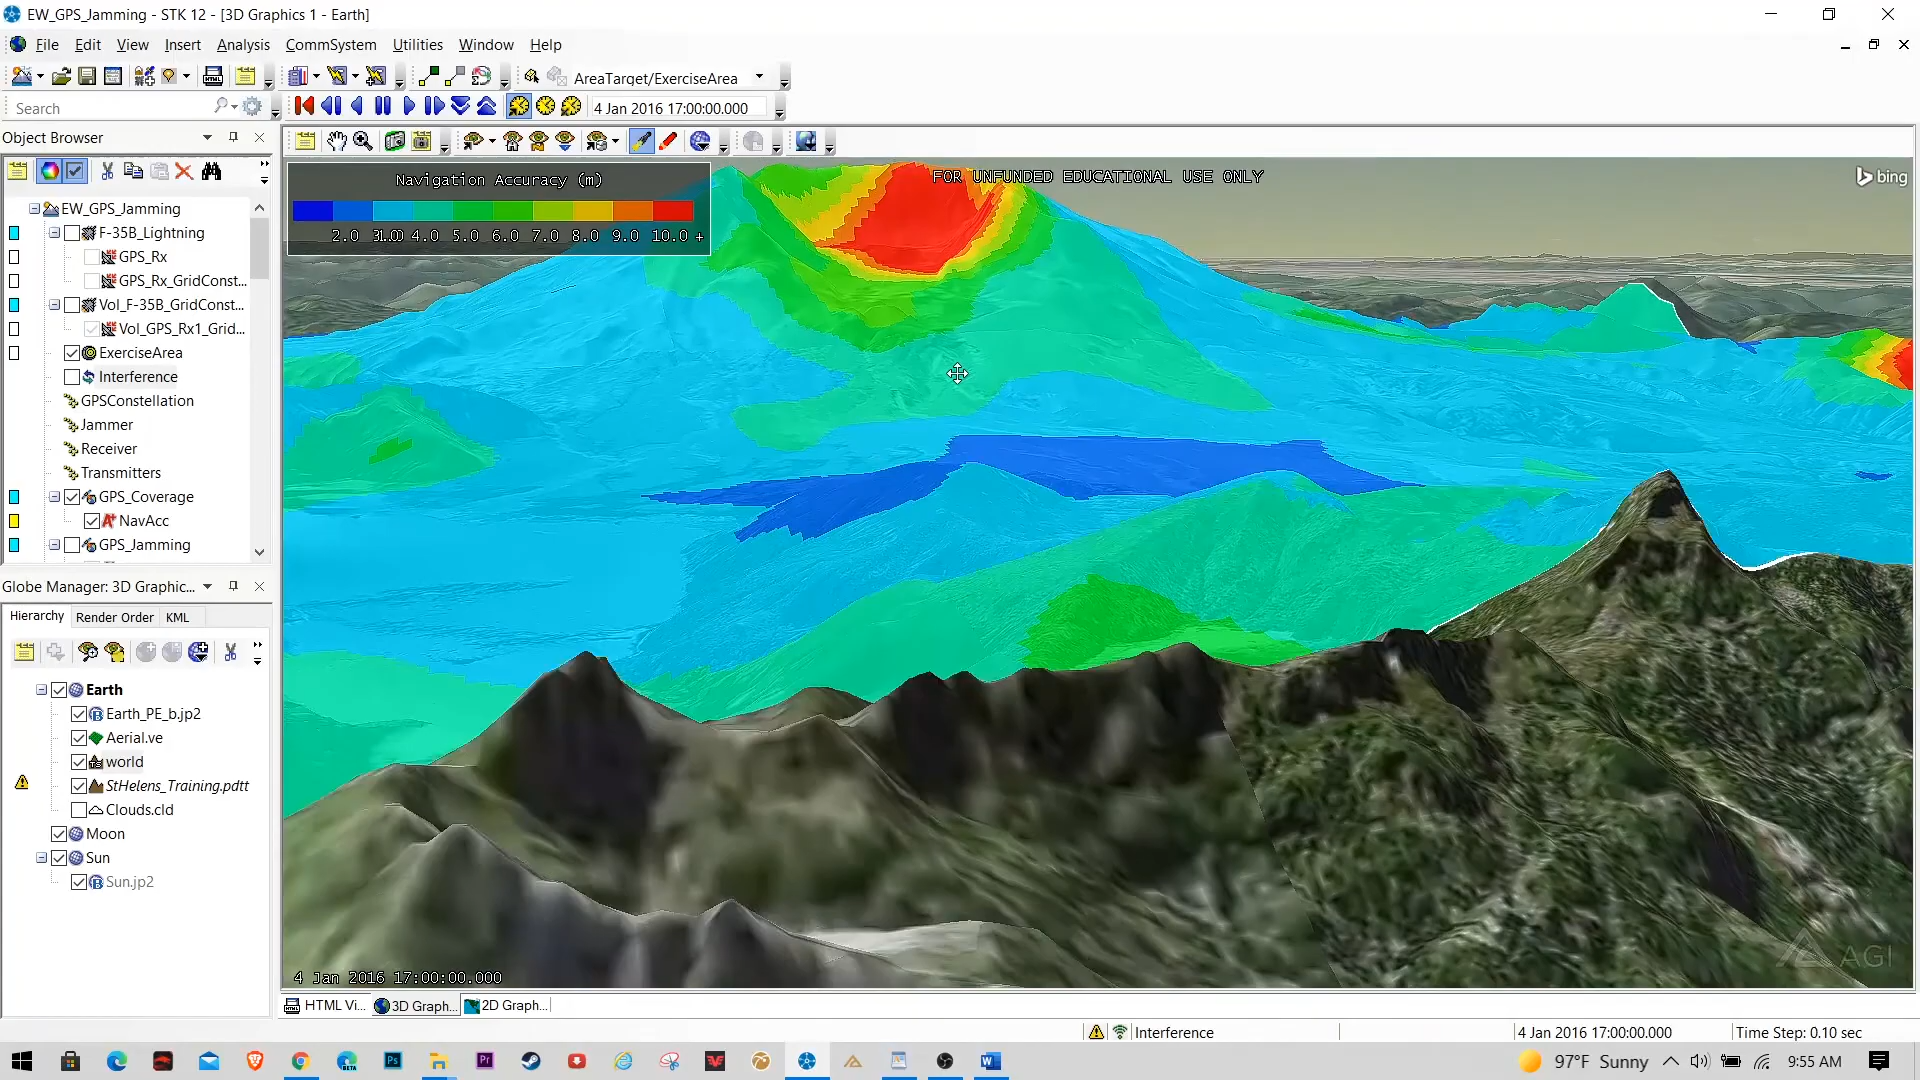 EW_GPS_Jamming - STK 12 - [3D Graphics 1 - Earth]
File Edit View Insert Analysis CommSystem Utilities Window Help
AreaTarget/ExerciseArea
Search
4 Jan 2016 17:00:00.000
Object Browser
EW_GPS_Jamming
F-35B_Lightning
GPS_Rx
GPS_Rx_GridConst...
Vol_F-35B_GridConst...
Vol_GPS_Rx1_Grid...
ExerciseArea
Interference
GPSConstellation
Jammer
Receiver
Transmitters
GPS_Coverage
NavAcc
GPS_Jamming
Globe Manager: 3D Graphic...
Hierarchy Render Order KML
Earth
Earth_PE_b.jp2
Aerial.ve
world
StHelens_Training.pdtt
Clouds.cld
Moon
Sun
Sun.jp2
Navigation Accuracy (m)
2.0 4.0 5.0 6.0 7.0 8.0 9.0 10.0 +
FOR UNFUNDED EDUCATIONAL USE ONLY
bing
AGI
4 Jan 2016 17:00:00.000
HTML Vi... 3D Graph... 2D Graph...
Interference 4 Jan 2016 17:00:00.000 Time Step: 0.10 sec
97°F Sunny 9:55 AM